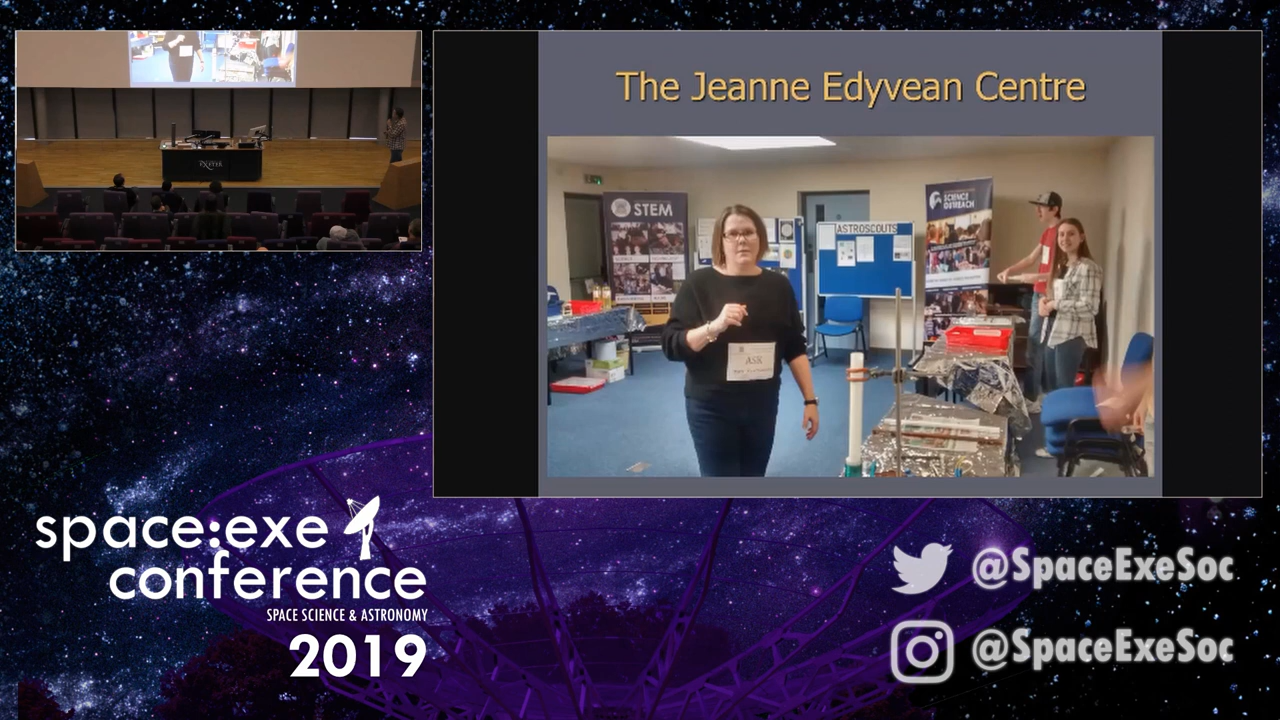 The Jeanne Edyvean Centre
STEM
ASTROSCOUTS
SCIENCE
OUTREACH
ASK
EXETER
space:exe
conference
SPACE SCIENCE & ASTRONOMY
2019
@SpaceExeSoc
@SpaceExeSoc